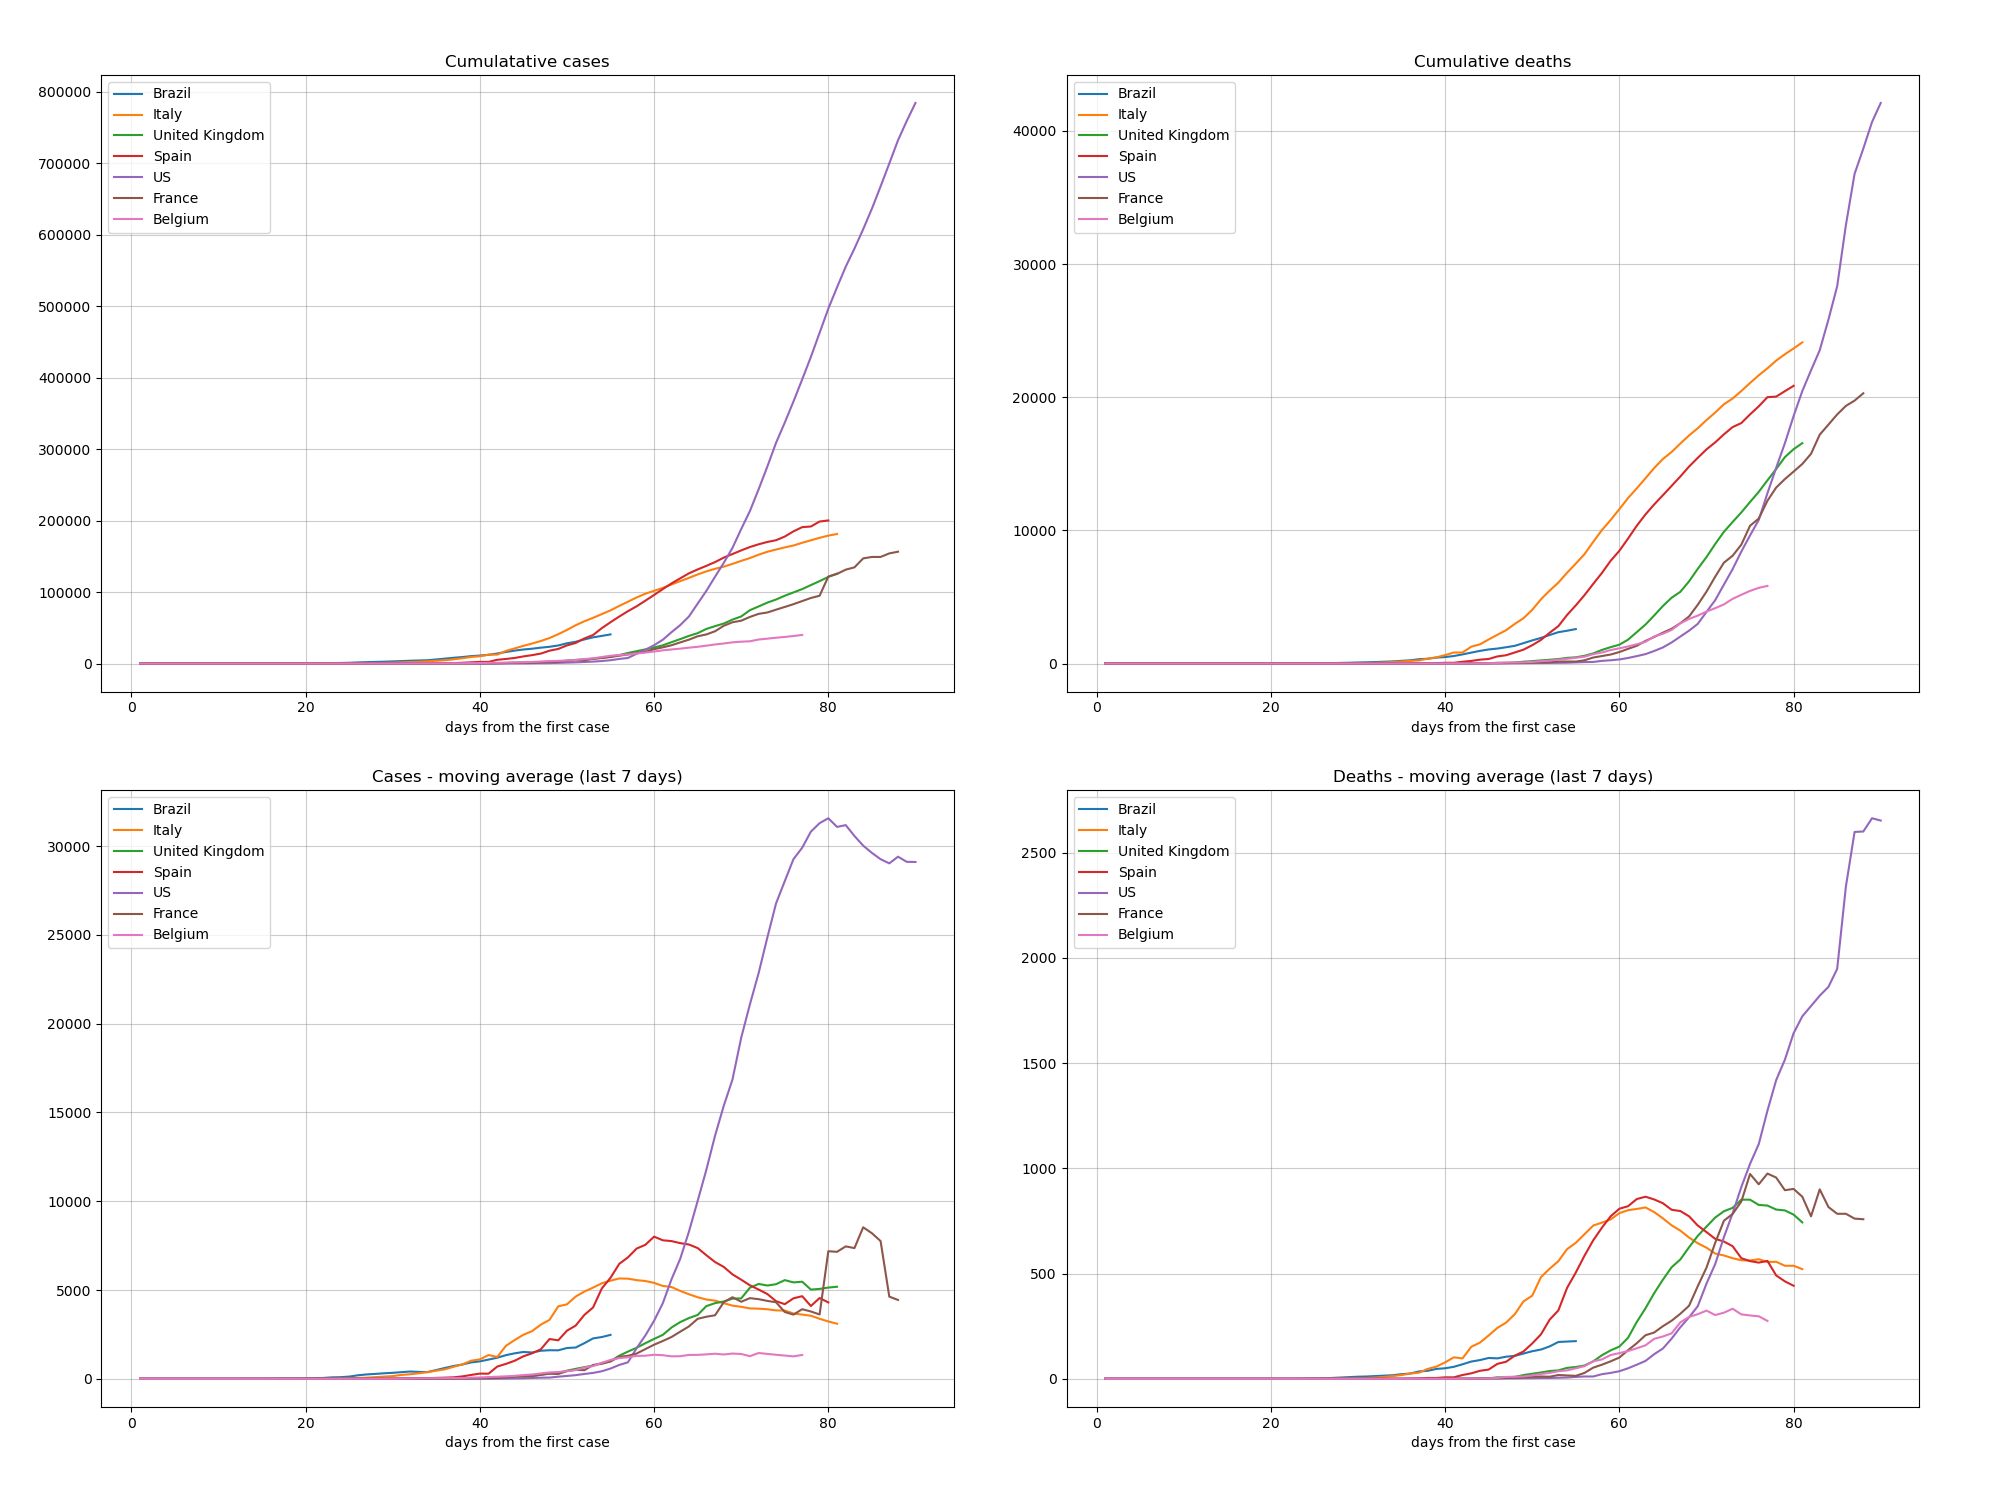 Cumulatative cases
800000
700000
600000
500000
400000
300000
200000
100000
0
Brazil
Italy
United Kingdom
Spain
US
France
Belgium
0 20 40 60 80
days from the first case
Cumulative deaths
40000
30000
20000
10000
0
Brazil
Italy
United Kingdom
Spain
US
France
Belgium
0 20 40 60 80
days from the first case
Cases - moving average (last 7 days)
30000
25000
20000
15000
10000
5000
0
Brazil
Italy
United Kingdom
Spain
US
France
Belgium
0 20 40 60 80
days from the first case
Deaths - moving average (last 7 days)
2500
2000
1500
1000
500
0
Brazil
Italy
United Kingdom
Spain
US
France
Belgium
0 20 40 60 80
days from the first case